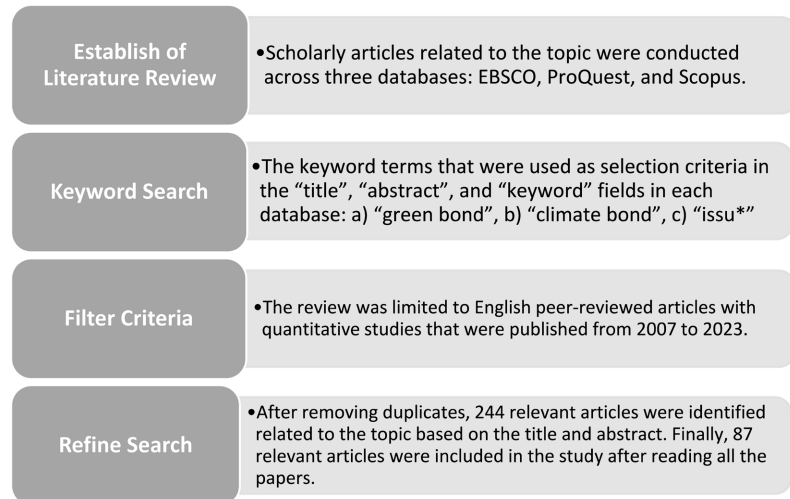 Establish of
Literature Review
•Scholarly articles related to the topic were conducted
across three databases: EBSCO, ProQuest, and Scopus.
Keyword Search
•The keyword terms that were used as selection criteria in
the “title”, “abstract”, and “keyword” fields in each
database: a) “green bond”, b) “climate bond”, c) “issu*”
Filter Criteria
•The review was limited to English peer-reviewed articles with
quantitative studies that were published from 2007 to 2023.
Refine Search
•After removing duplicates, 244 relevant articles were identified
related to the topic based on the title and abstract. Finally, 87
relevant articles were included in the study after reading all the
papers.